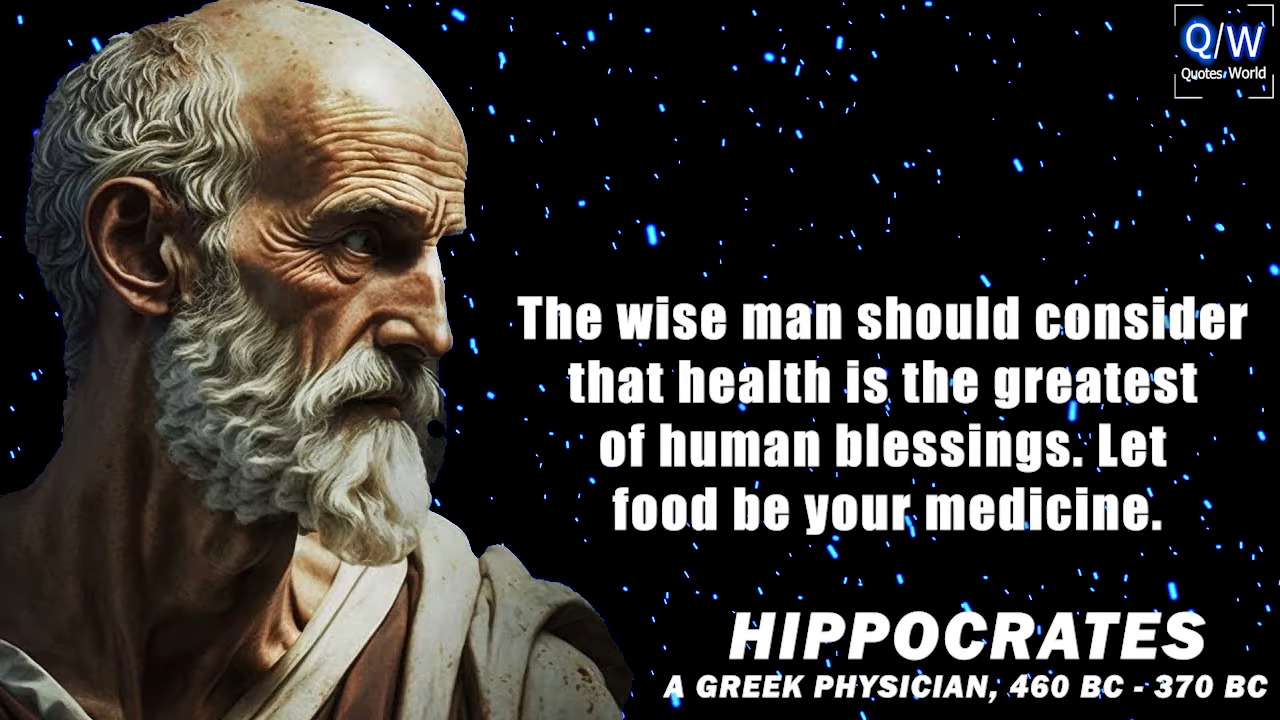 Q/W
Quotes World
The wise man should consider
that health is the greatest
of human blessings. Let
food be your medicine.
HIPPOCRATES
A GREEK PHYSICIAN, 460 BC - 370 BC